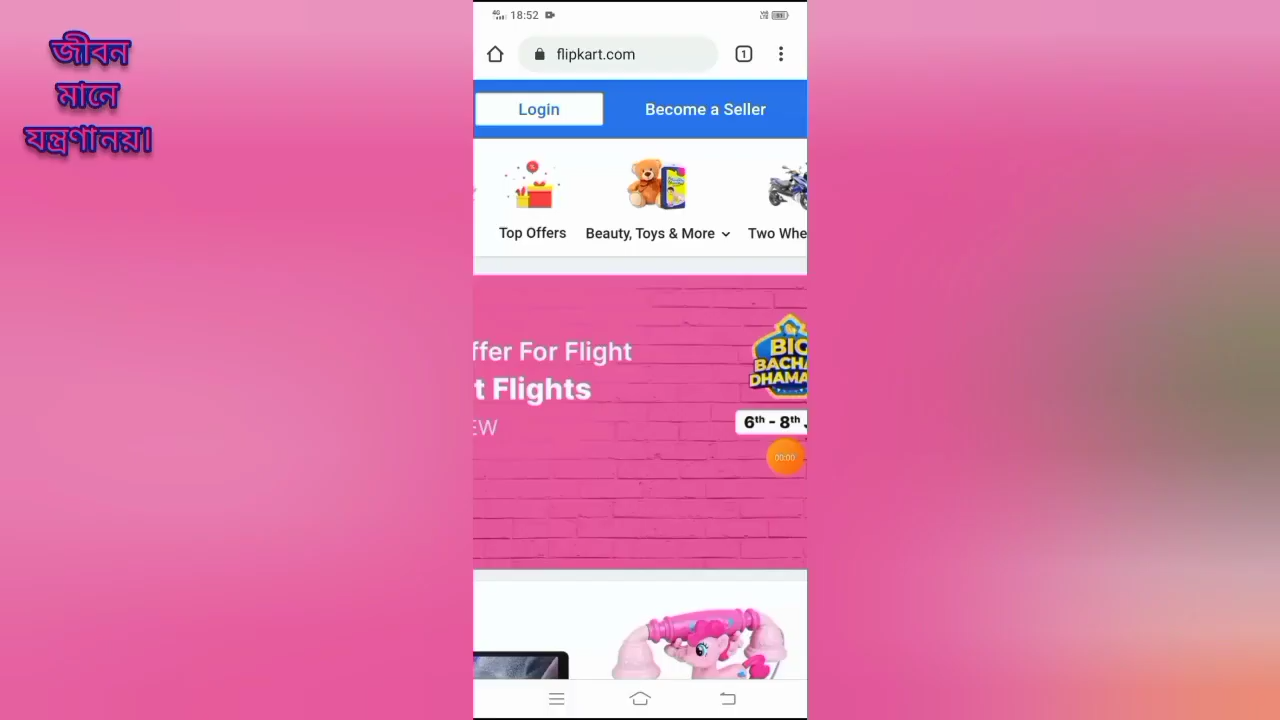 জীবন
মানে
যন্ত্রণানয়।
4G 18:52
flipkart.com
1
Login
Become a Seller
Top Offers
Beauty, Toys & More
Two Whe
ffer For Flight
t Flights
EW
BIG
BACHA
DHAMA
6th - 8th
00:00